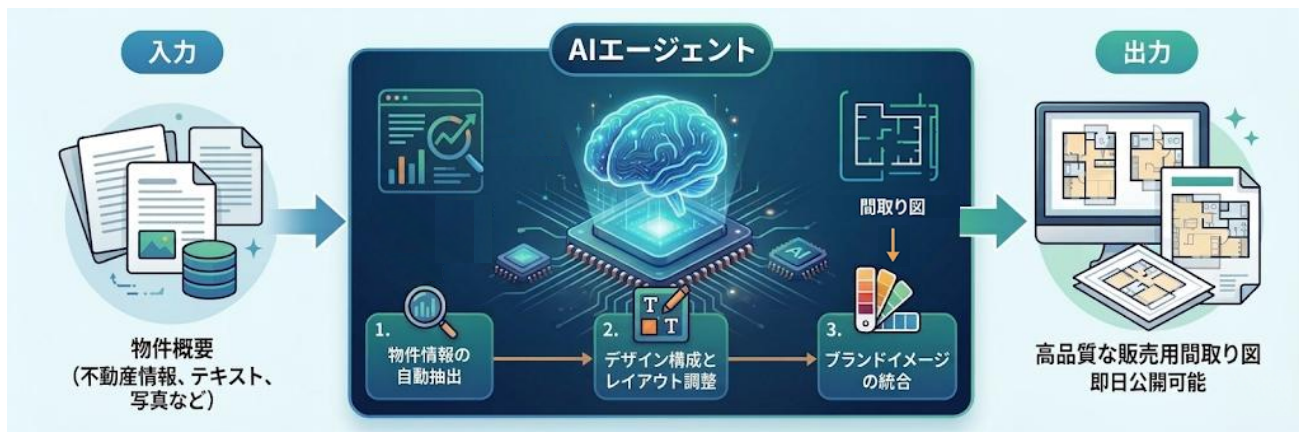 入力
物件概要
（不動産情報、テキスト、
写真など）
AIエージェント
間取り図
AI
1.
物件情報の
自動抽出
2.
T
T
デザイン構成と
レイアウト調整
3.
ブランドイメージ
の統合
出力
高品質な販売用間取り図
即日公開可能